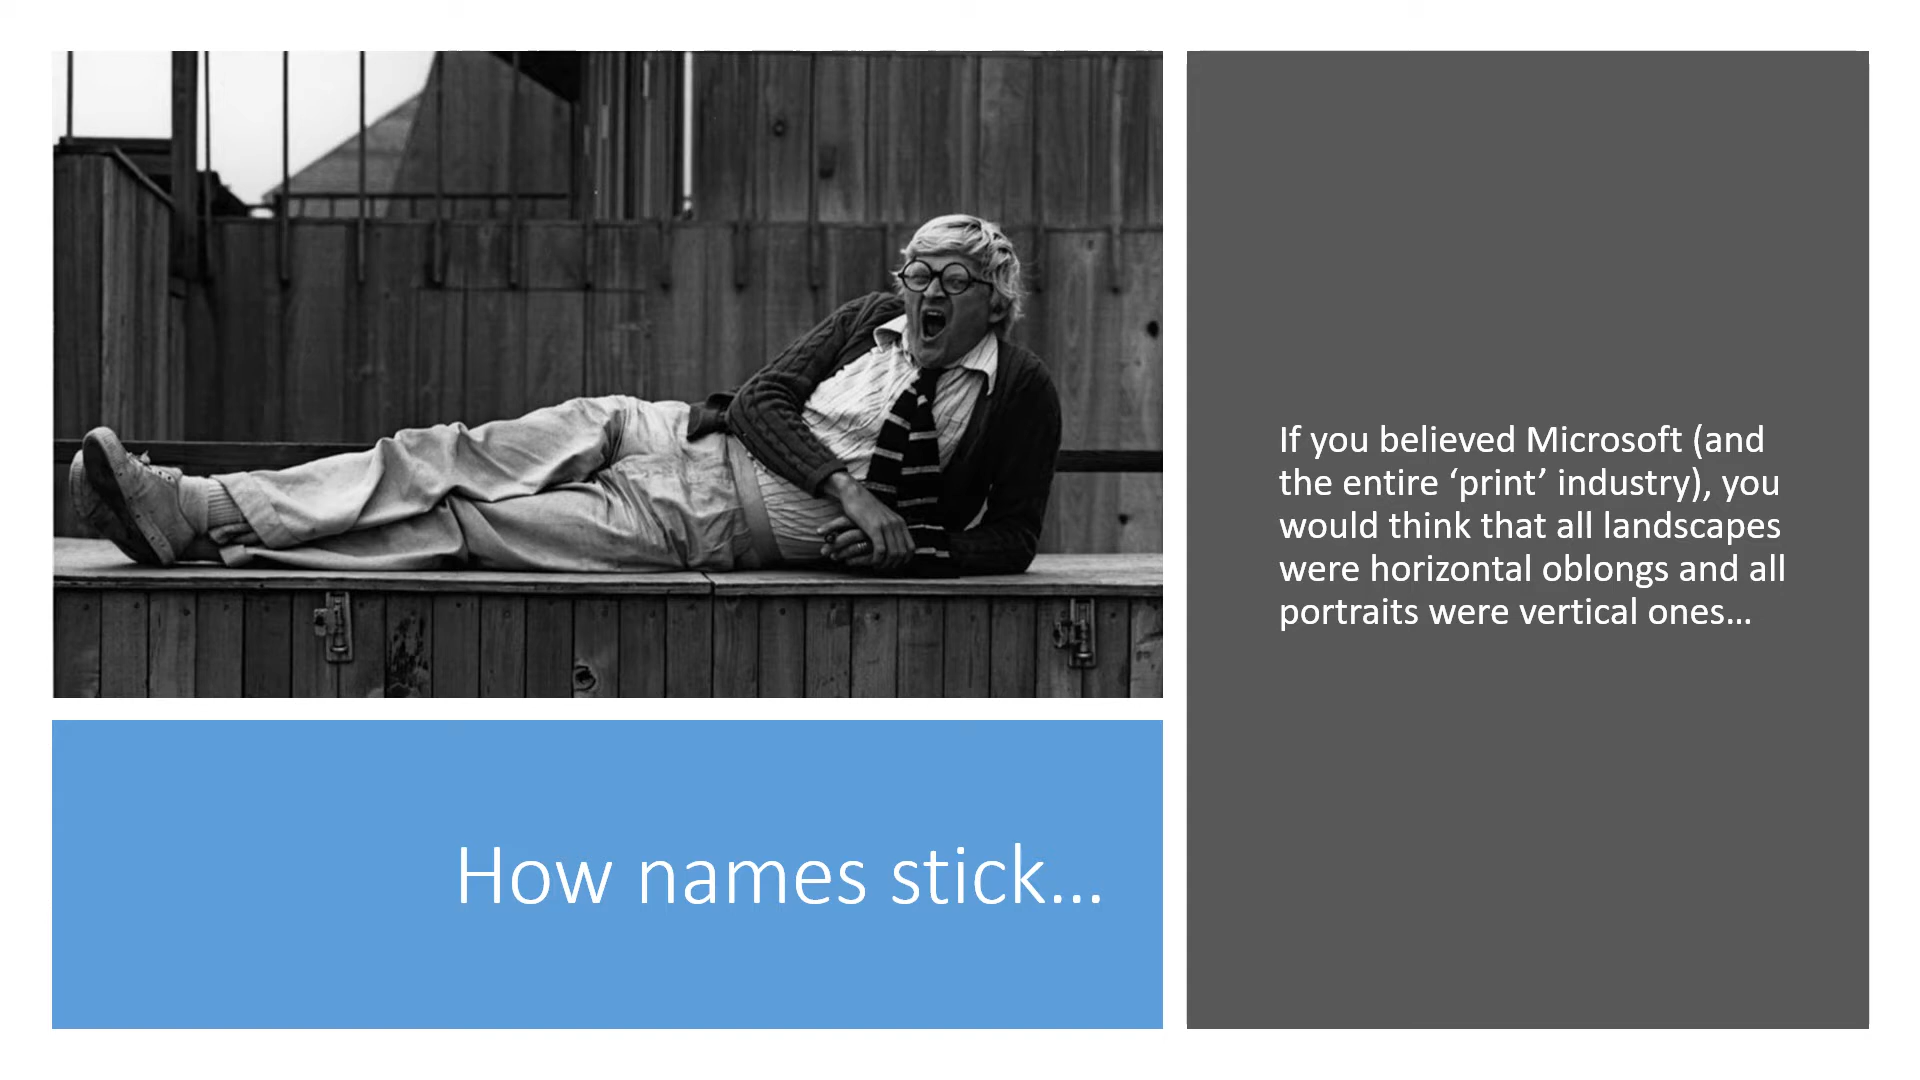 If you believed Microsoft (and
the entire ‘print’ industry), you
would think that all landscapes
were horizontal oblongs and all
portraits were vertical ones…
How names stick…